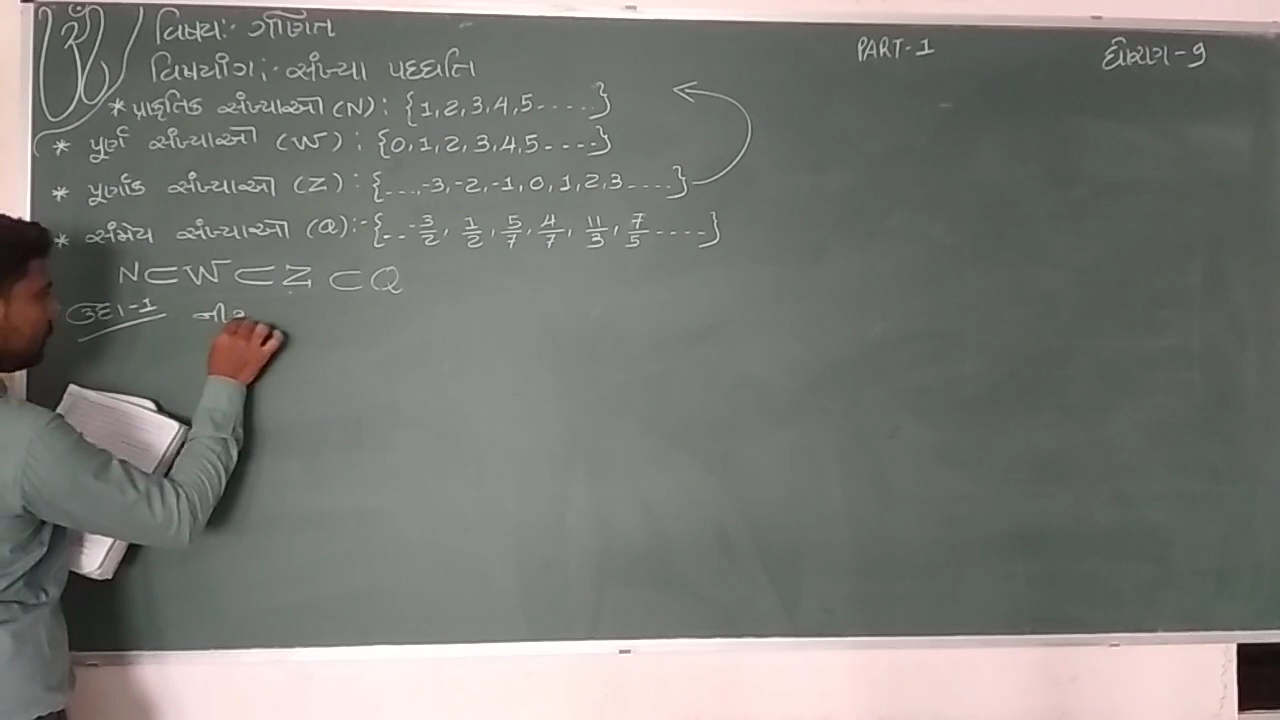 ૐ
વિષય:- ગણિત
PART-1
ધોરણ-9
વિષયાંગ:- સંખ્યા પદ્ધતિ
* પ્રાકૃતિક સંખ્યાઓ (N): {1,2,3,4,5.....}
* પૂર્ણ સંખ્યાઓ (W): {0,1,2,3,4,5.....}
* પૂર્ણાંક સંખ્યાઓ (Z): {...,-3,-2,-1,0,1,2,3.....}
* સંમેય સંખ્યાઓ (Q):- {..-3/2, 1/2, 5/7, 4/7, 11/3, 7/5.....}
N⊂W⊂Z⊂Q
ઉદા-1 ની